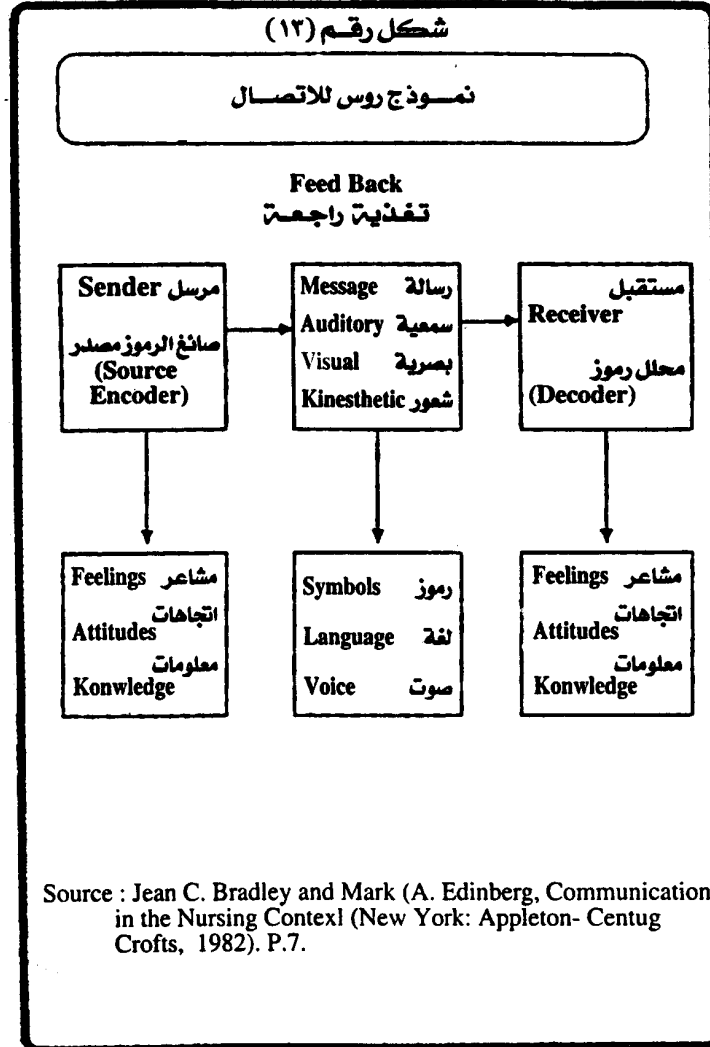 شكل رقم (١٣)
نموذج روس للاتصال
Feed Back
تغذية راجعة
Sender مرسل
صائغ الرموز مصدر
(Source
Encoder)
Message رسالة
Auditory سمعية
Visual بصرية
Kinesthetic شعور
مستقبل
Receiver
محلل رموز
(Decoder)
Feelings مشاعر
اتجاهات
Attitudes
معلومات
Konwledge
Symbols رموز
Language لغة
Voice صوت
Feelings مشاعر
اتجاهات
Attitudes
معلومات
Konwledge
Source : Jean C. Bradley and Mark (A. Edinberg, Communication
in the Nursing Contexl (New York: Appleton- Centug
Crofts, 1982). P.7.